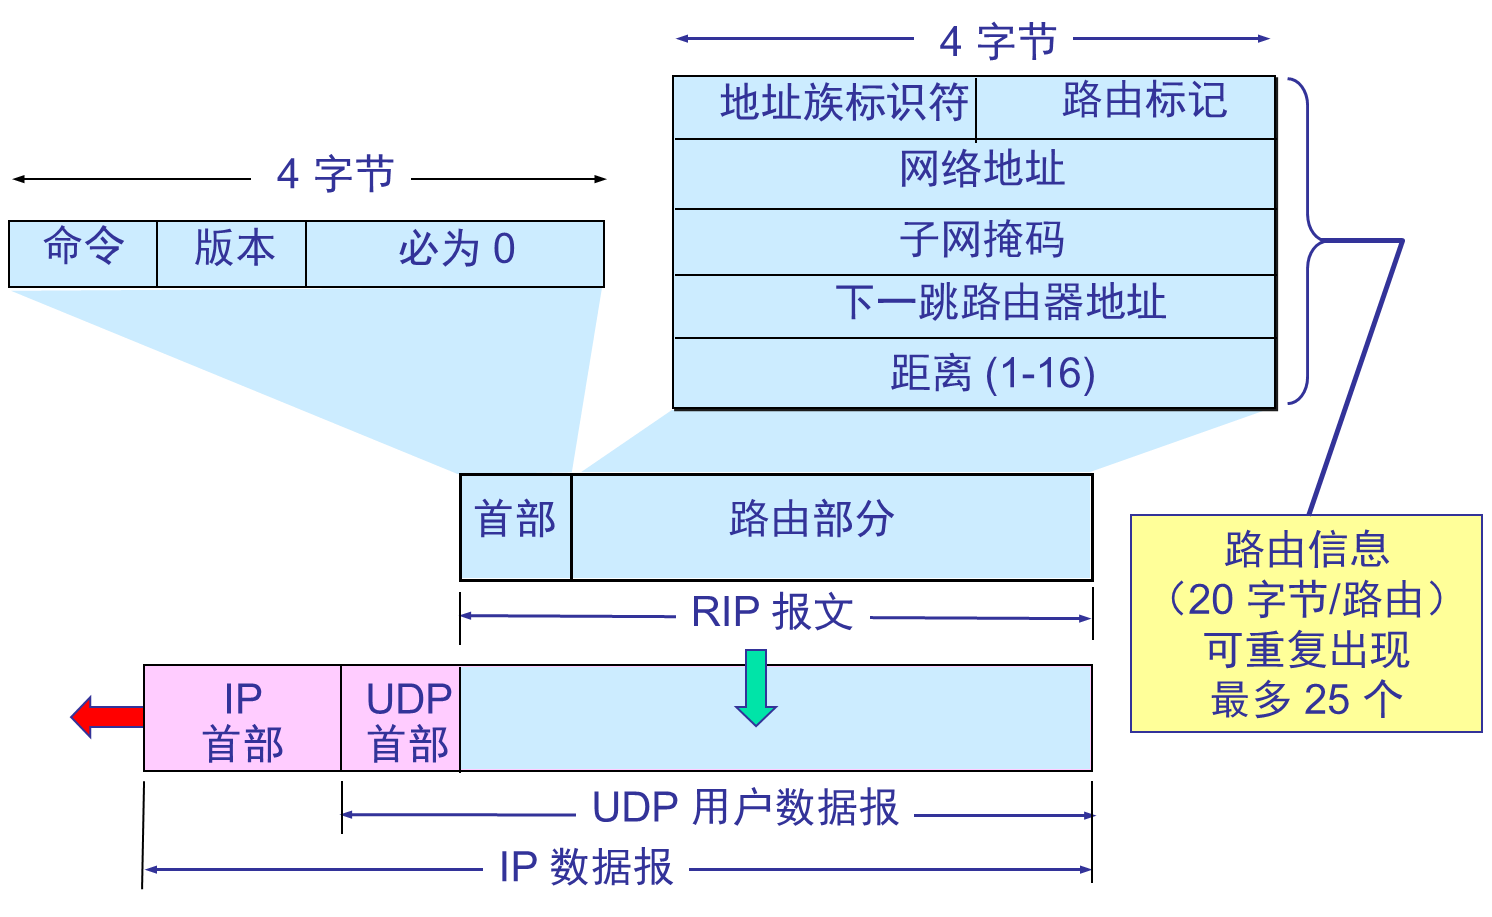 4 字节
地址族标识符
路由标记
网络地址
子网掩码
下一跳路由器地址
距离 (1-16)
4 字节
命令
版本
必为 0
首部
路由部分
路由信息
（20 字节/路由）
可重复出现
最多 25 个
RIP 报文
IP
首部
UDP
首部
UDP 用户数据报
IP 数据报